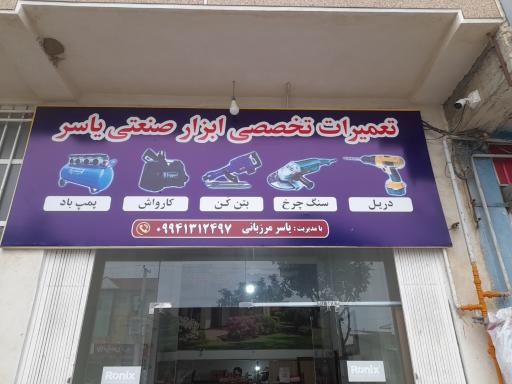 تعمیرات تخصصی ابزار صنعتی یاسر
دریل سنگ چرخ بتن کن کارواش پمپ باد
با مدیریت : یاسر مرزبانی ۰۹۹۴۱۳۱۲۴۹۷
Ronix Ronix